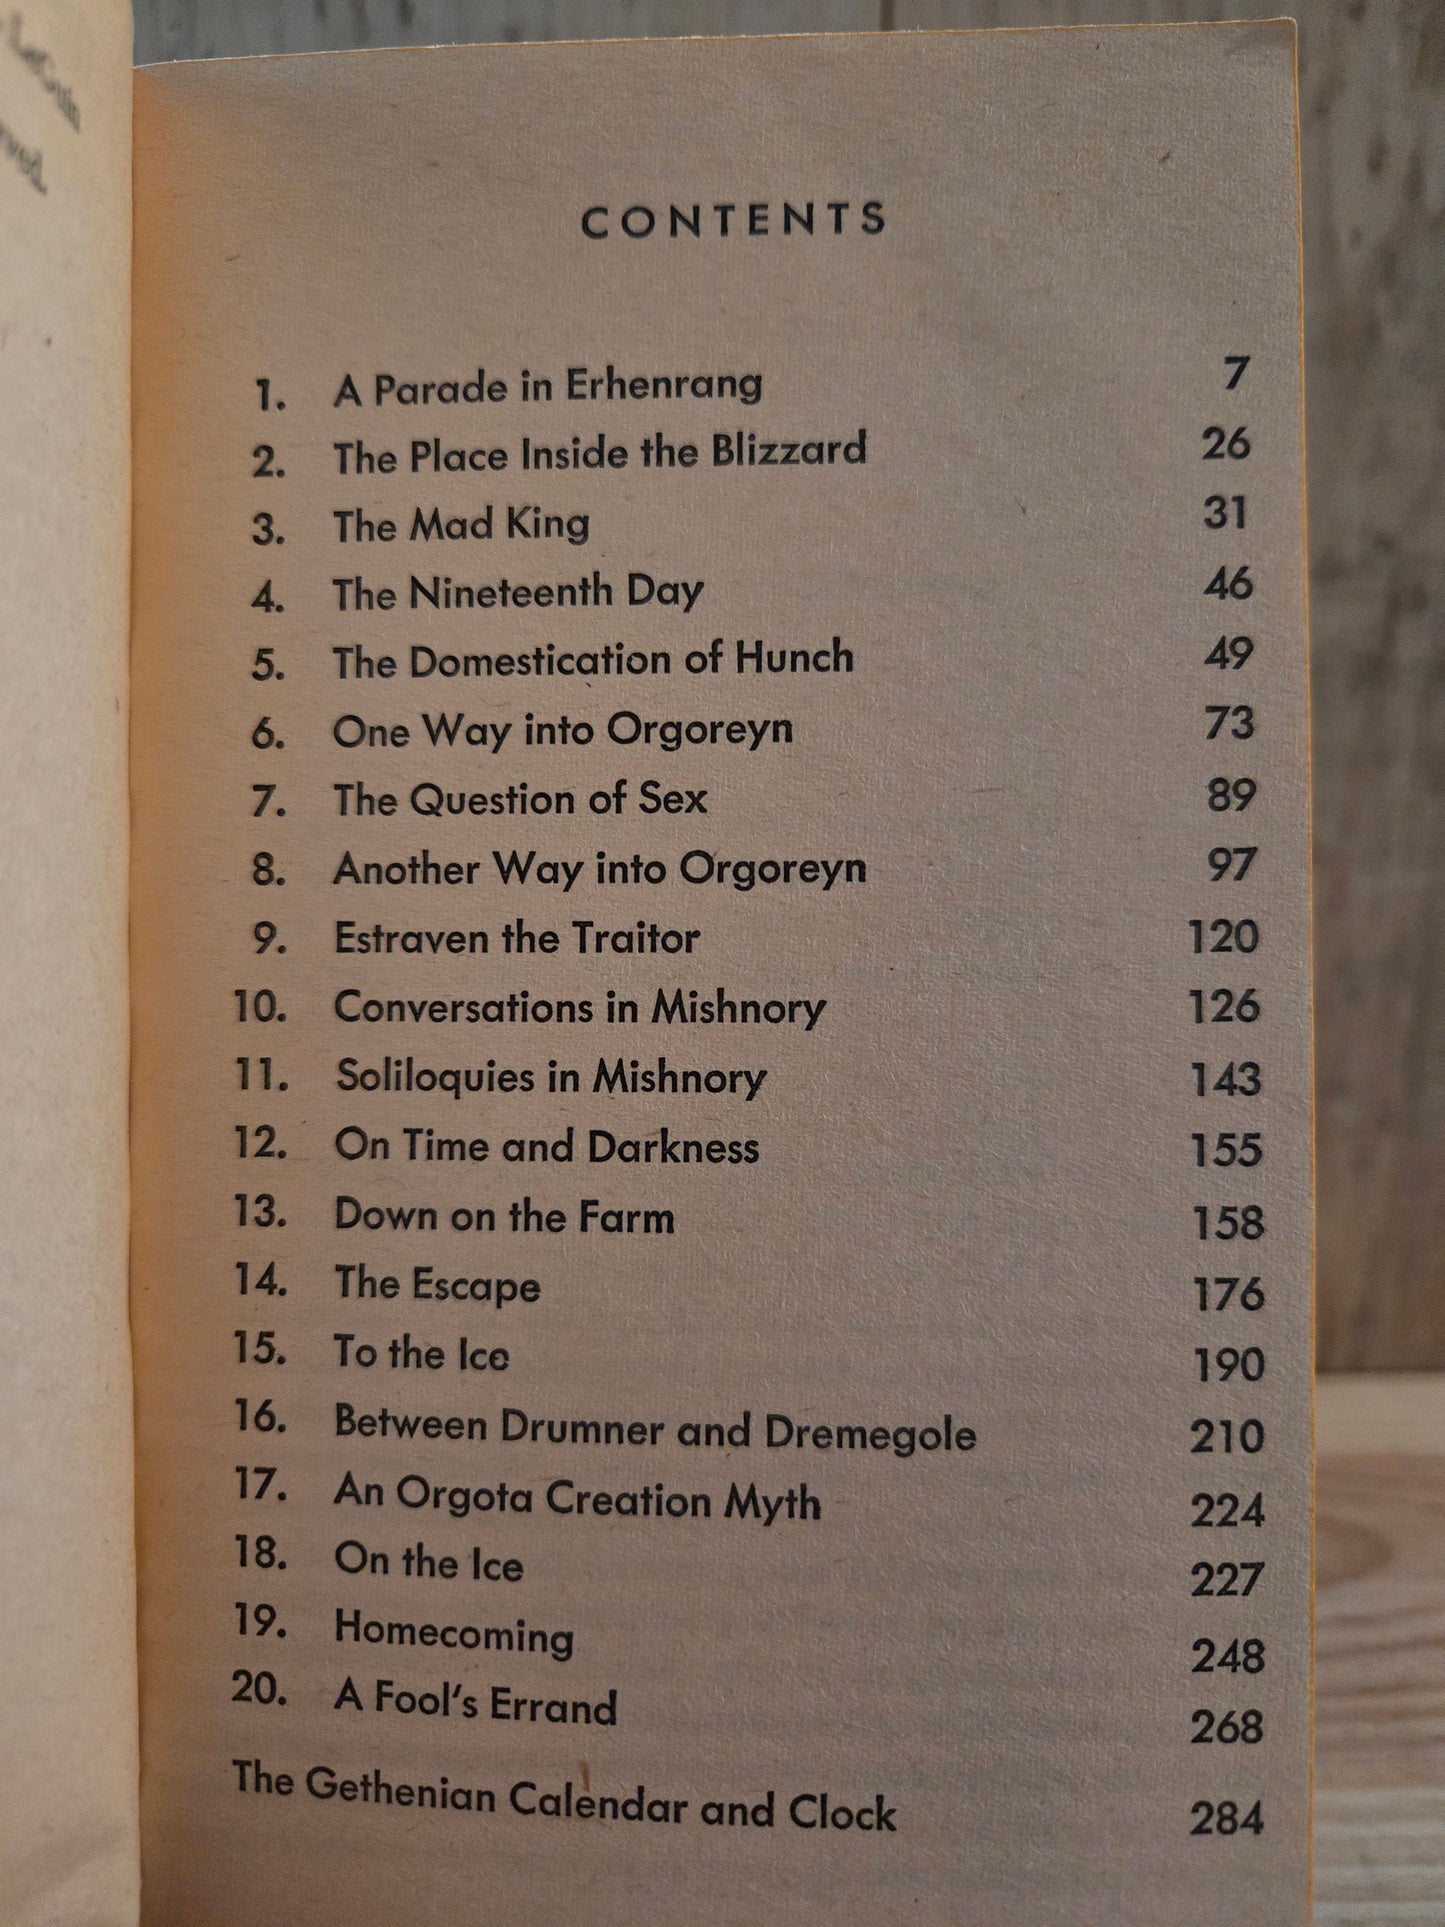 LeGuin
CONTENTS
1. A Parade in Erhenrang 7
2. The Place Inside the Blizzard 26
3. The Mad King 31
4. The Nineteenth Day 46
5. The Domestication of Hunch 49
6. One Way into Orgoreyn 73
7. The Question of Sex 89
8. Another Way into Orgoreyn 97
9. Estraven the Traitor 120
10. Conversations in Mishnory 126
11. Soliloquies in Mishnory 143
12. On Time and Darkness 155
13. Down on the Farm 158
14. The Escape 176
15. To the Ice 190
16. Between Drumner and Dremegole 210
17. An Orgota Creation Myth 224
18. On the Ice 227
19. Homecoming 248
20. A Fool's Errand 268
The Gethenian Calendar and Clock 284